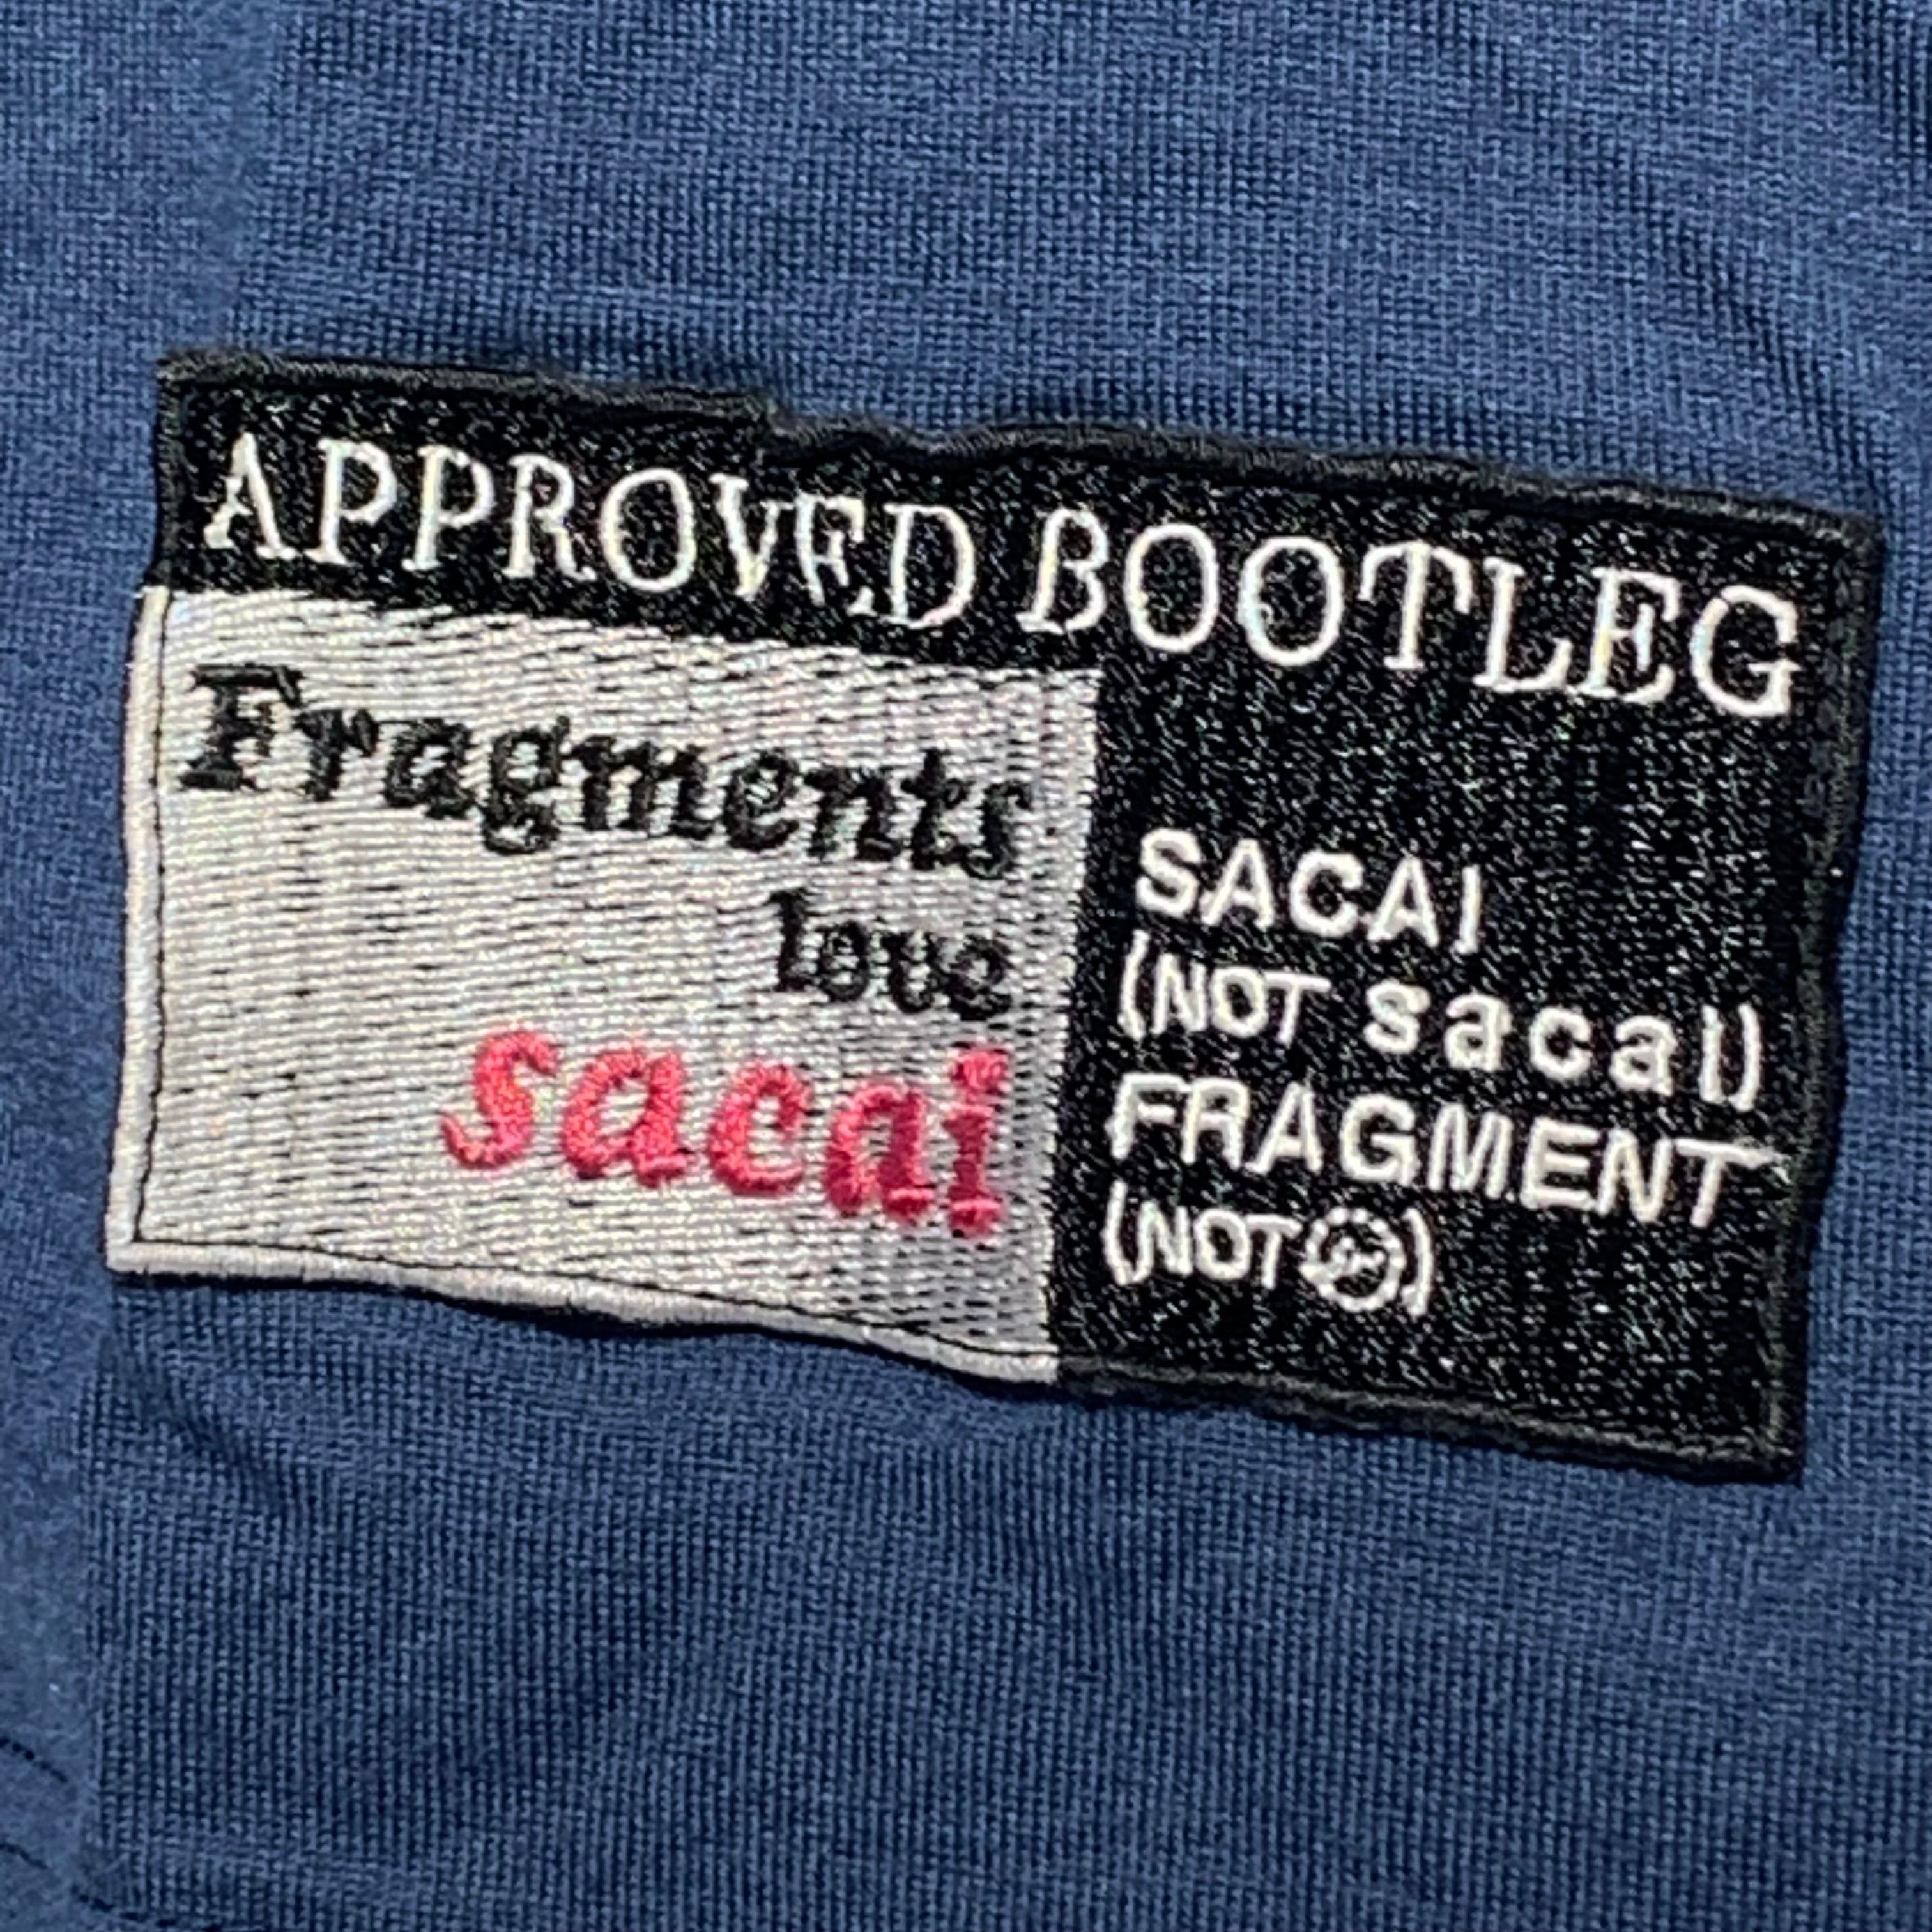 APPROVED BOOTLEG
Fragments
love
sacai
SACAI
(NOT sacai)
FRAGMENT
(NOT )